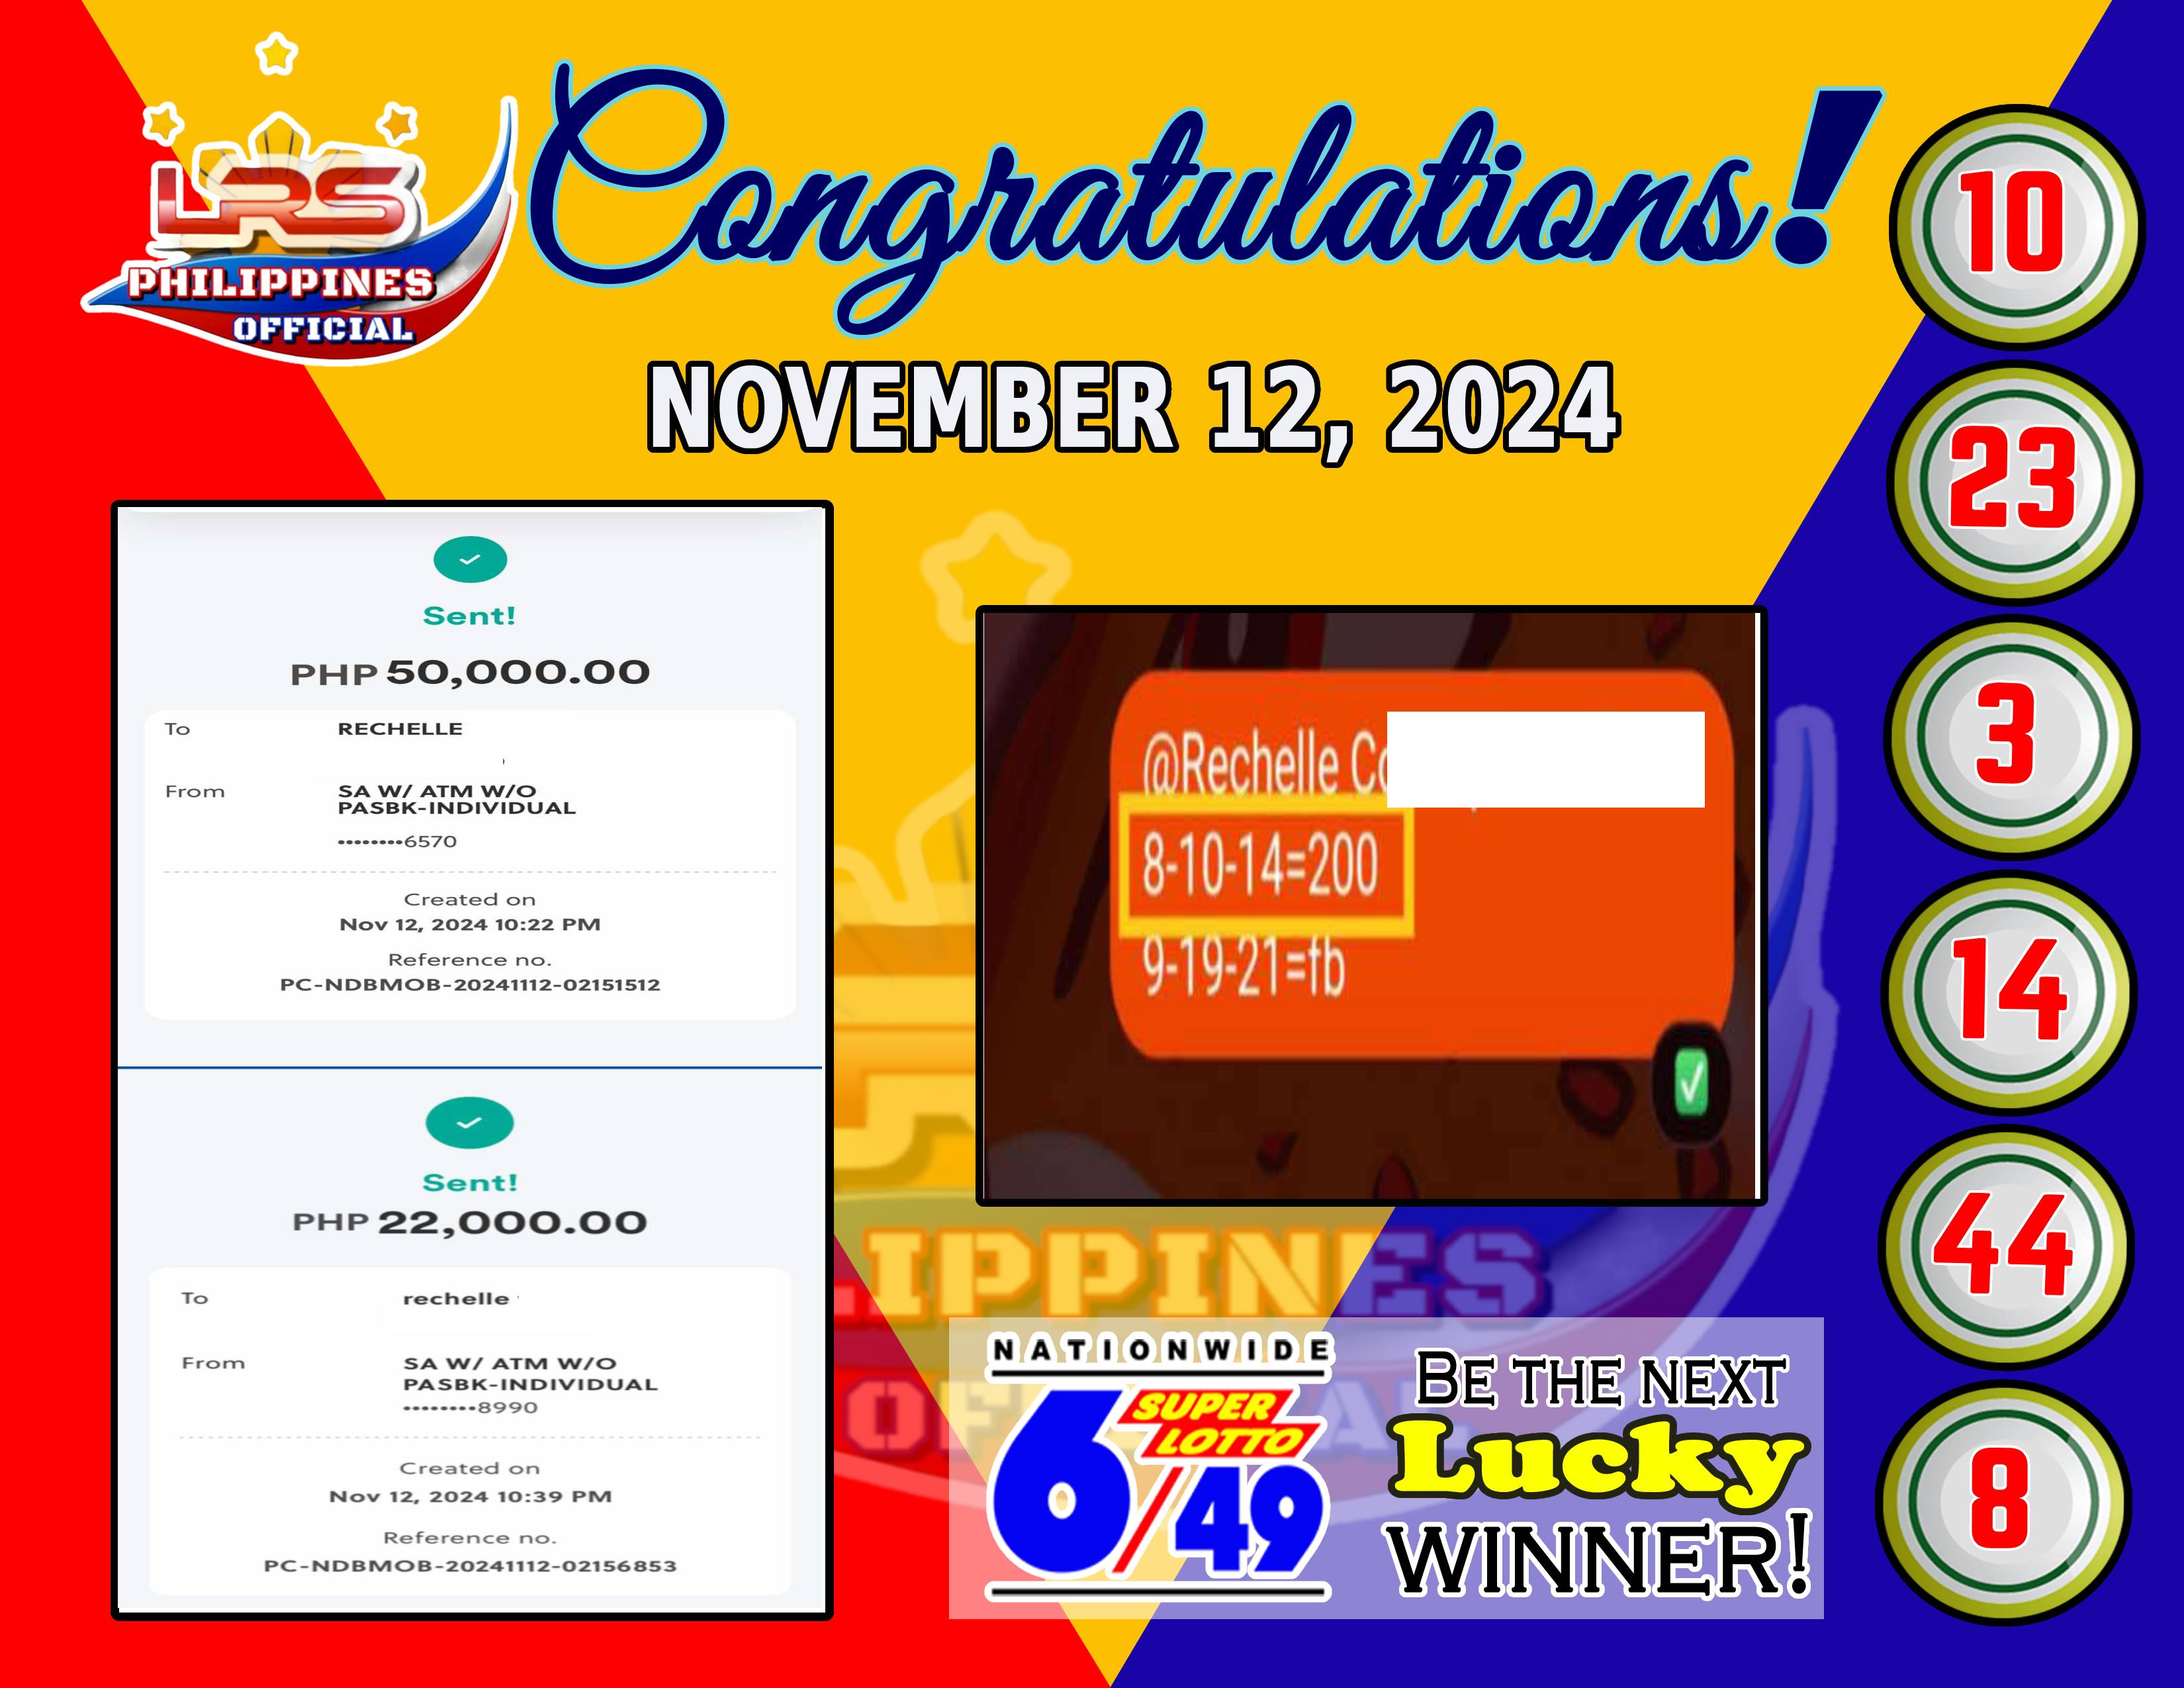 LRS
PHILIPPINES
OFFICIAL
Congratulations!
NOVEMBER 12, 2024
Sent!
PHP 50,000.00
To RECHELLE
From SA W/ ATM W/O
PASBK-INDIVIDUAL
••••••••6570
Created on
Nov 12, 2024 10:22 PM
Reference no.
PC-NDBMOB-20241112-02151512
Sent!
PHP 22,000.00
To rechelle
From SA W/ ATM W/O
PASBK-INDIVIDUAL
••••••••8990
Created on
Nov 12, 2024 10:39 PM
Reference no.
PC-NDBMOB-20241112-02156853
@Rechelle Co
8-10-14=200
9-19-21=fb
NATIONWIDE
SUPER
LOTTO
6/49
BE THE NEXT
Lucky
WINNER!
10
23
3
14
44
8